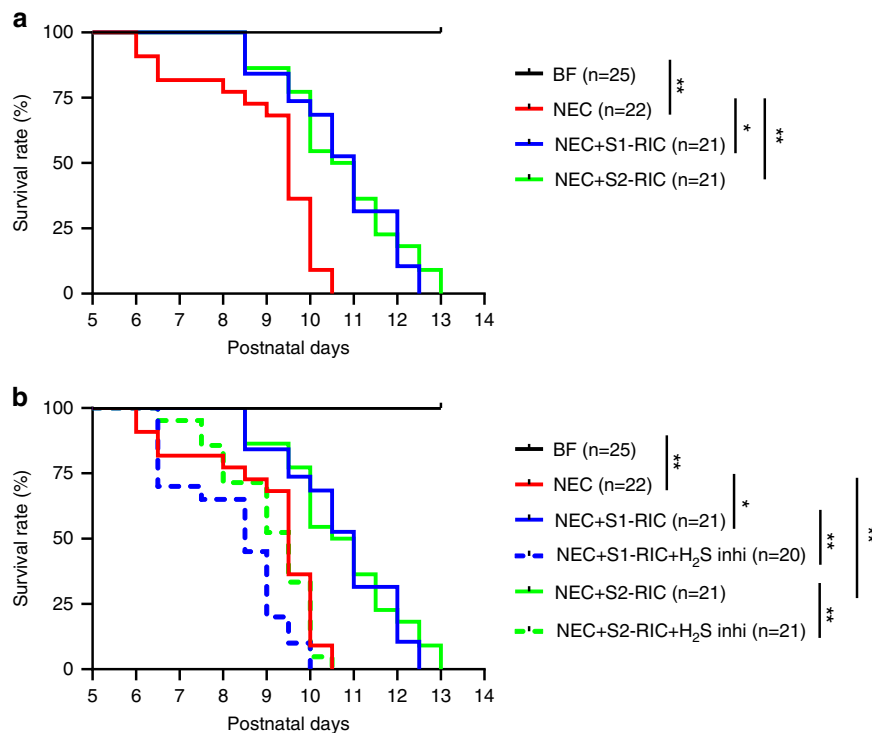 a
100
75
50
25
0
Survival rate (%)
5 6 7 8 9 10 11 12 13 14
Postnatal days
BF (n=25)
NEC (n=22)
NEC+S1-RIC (n=21)
NEC+S2-RIC (n=21)
**
*
**
b
100
75
50
25
0
Survival rate (%)
5 6 7 8 9 10 11 12 13 14
Postnatal days
BF (n=25)
NEC (n=22)
NEC+S1-RIC (n=21)
NEC+S1-RIC+H₂S inhi (n=20)
NEC+S2-RIC (n=21)
NEC+S2-RIC+H₂S inhi (n=21)
**
*
**
**
**